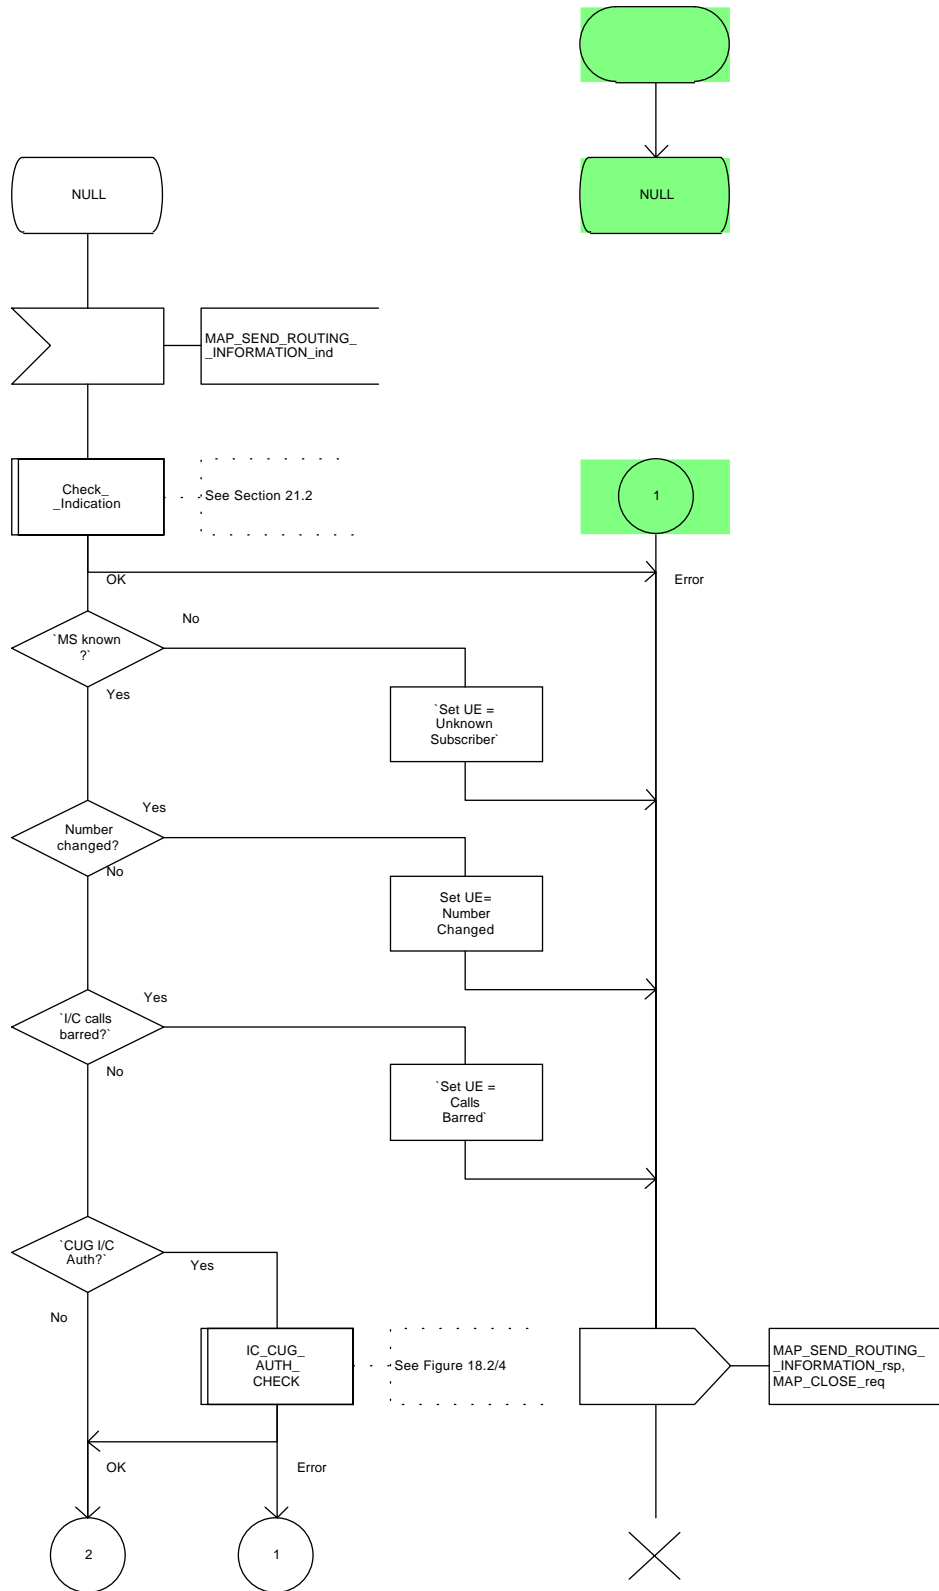 NULL
NULL
MAP_SEND_ROUTING_
_INFORMATION_ind
Check_
_Indication
See Section 21.2
1
OK
Error
No
`MS known
?`
Yes
`Set UE =
Unknown
Subscriber`
Yes
Number
changed?
No
Set UE=
Number
Changed
Yes
`I/C calls
barred?`
No
`Set UE =
Calls
Barred`
`CUG I/C
Auth?`
Yes
No
IC_CUG_
AUTH_
CHECK
See Figure 18.2/4
MAP_SEND_ROUTING_
_INFORMATION_rsp,
MAP_CLOSE_req
OK
Error
2
1